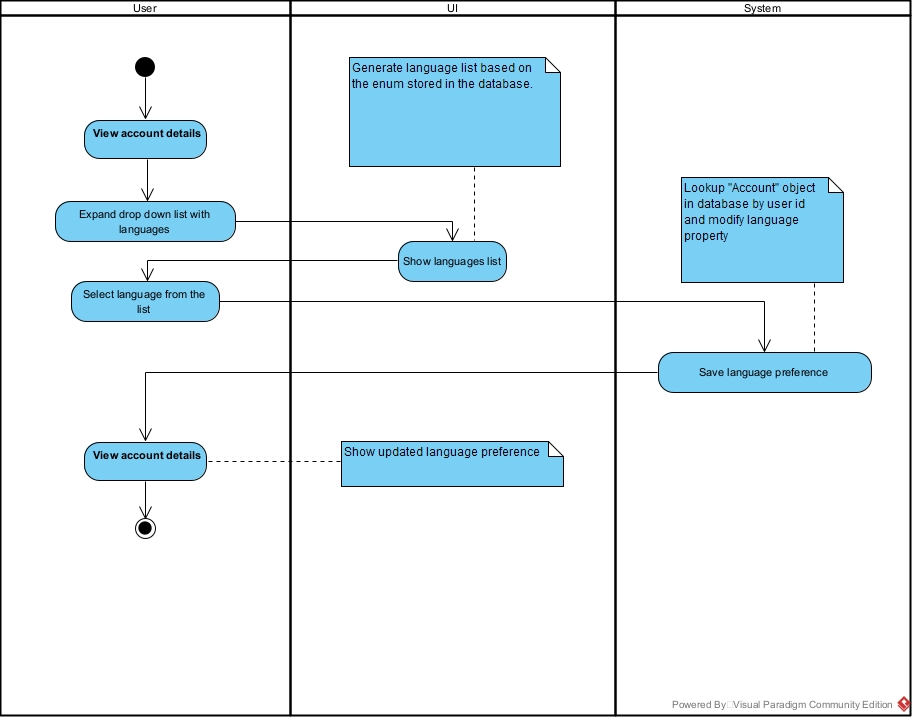 User
UI
System
Generate language list based on
the enum stored in the database.
View account details
Lookup "Account" object
in database by user id
and modify language
property
Expand drop down list with
languages
Show languages list
Select language from the
list
Save language preference
View account details
Show updated language preference
Powered By Visual Paradigm Community Edition